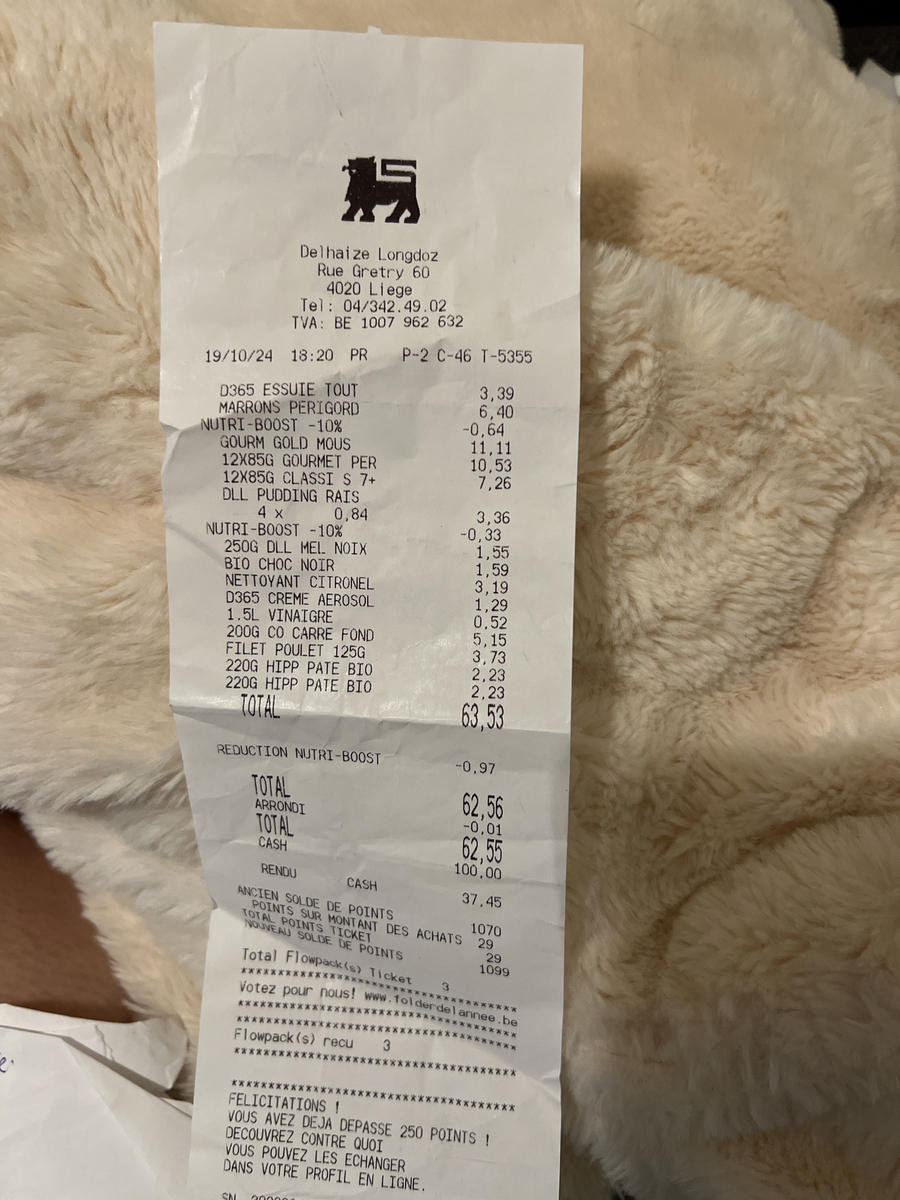 Delhaize Longdoz
Rue Gretry 60
4020 Liege
Tel: 04/342.49.02
TVA: BE 1007 962 632
19/10/24 18:20 PR P-2 C-46 T-5355
D365 ESSUIE TOUT 3,39
MARRONS PERIGORD 6,40
NUTRI-BOOST -10% -0,64
GOURM GOLD MOUS 11,11
12X85G GOURMET PER 10,53
12X85G CLASSI S 7+ 7,26
DLL PUDDING RAIS
4 x 0,84 3,36
NUTRI-BOOST -10% -0,33
250G DLL MEL NOIX 1,55
BIO CHOC NOIR 1,59
NETTOYANT CITRONEL 3,19
D365 CREME AEROSOL 1,29
1.5L VINAIGRE 0,52
200G CO CARRE FOND 5,15
FILET POULET 125G 3,73
220G HIPP PATE BIO 2,23
220G HIPP PATE BIO 2,23
TOTAL 63,53
REDUCTION NUTRI-BOOST -0,97
TOTAL 62,56
ARRONDI -0,01
TOTAL 62,55
CASH 100,00
RENDU CASH 37,45
ANCIEN SOLDE DE POINTS 1070
POINTS SUR MONTANT DES ACHATS 29
TOTAL POINTS TICKET 29
NOUVEAU SOLDE DE POINTS 1099
Total Flowpack(s) Ticket 3
***************************************
Votez pour nous! www.folderdelannee.be
***************************************
***************************************
Flowpack(s) recu 3
***************************************
***************************************
FELICITATIONS !
VOUS AVEZ DEJA DEPASSE 250 POINTS !
DECOUVREZ CONTRE QUOI
VOUS POUVEZ LES ECHANGER
DANS VOTRE PROFIL EN LIGNE.